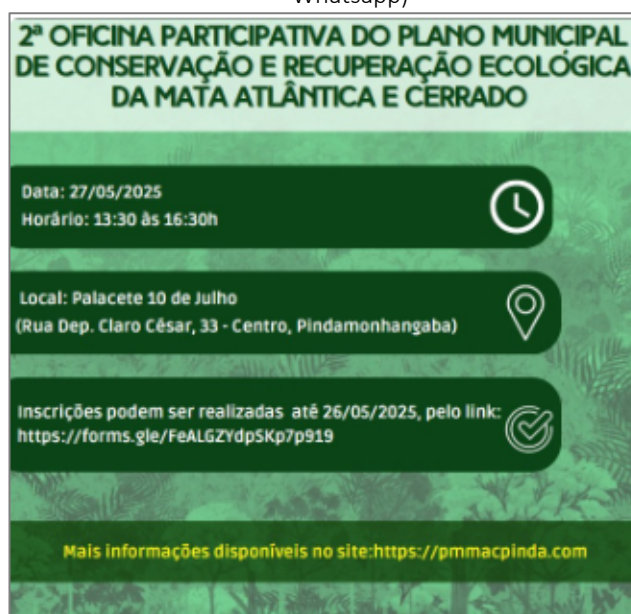 Whatsapp)
2ª OFICINA PARTICIPATIVA DO PLANO MUNICIPAL
DE CONSERVAÇÃO E RECUPERAÇÃO ECOLÓGICA
DA MATA ATLÂNTICA E CERRADO
Data: 27/05/2025
Horário: 13:30 às 16:30h
Local: Palacete 10 de Julho
(Rua Dep. Claro César, 33 - Centro, Pindamonhangaba)
Inscrições podem ser realizadas até 26/05/2025, pelo link:
https://forms.gle/FeALGZYdpSKp7p919
Mais informações disponíveis no site:https://pmmacpinda.com